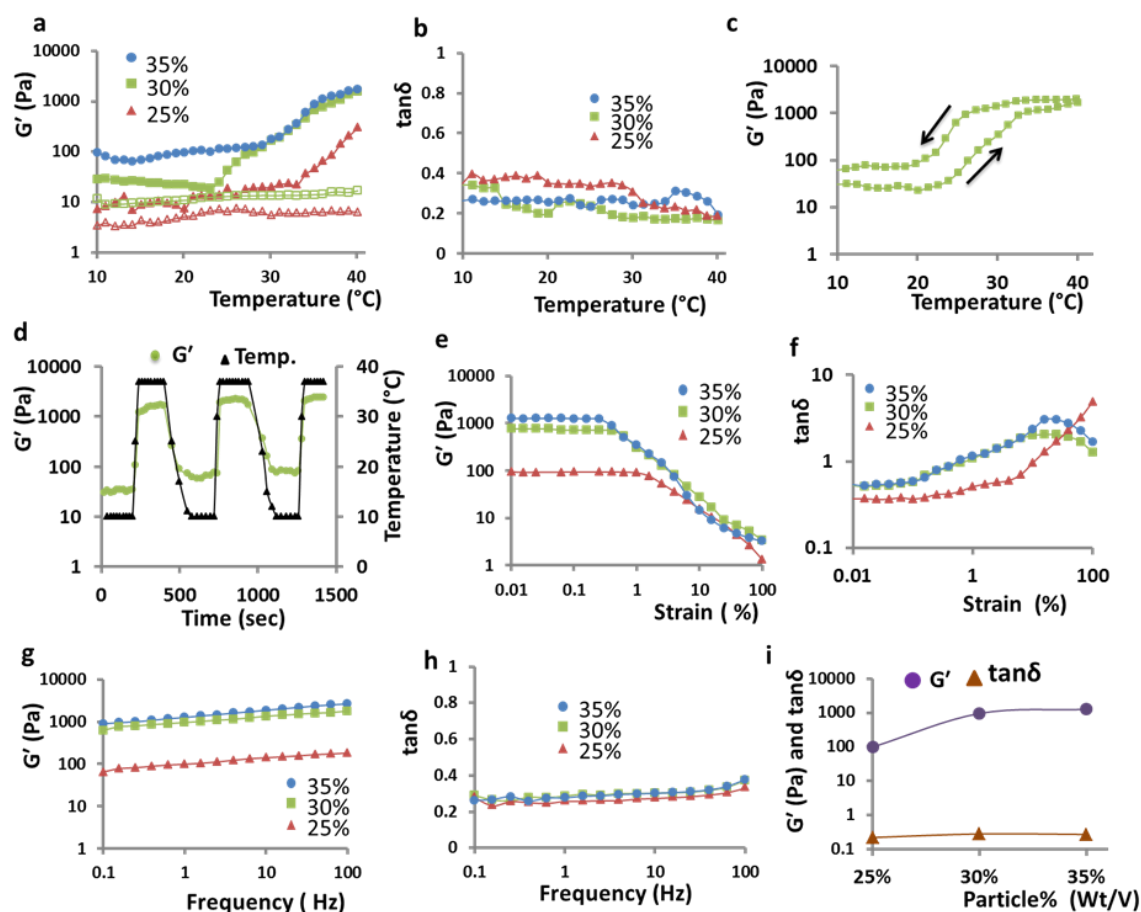 a
10000
1000
100
10
1
G′ (Pa)
35%
30%
25%
10 20 30 40
Temperature (°C)
b
1
0.8
0.6
0.4
0.2
0
tanδ
35%
30%
25%
10 20 30 40
Temperature (°C)
c
10000
1000
100
10
1
G′ (Pa)
10 20 30 40
Temperature (°C)
d
G′ Temp.
10000
1000
100
10
1
G′ (Pa)
40
30
20
10
0
Temperature (°C)
0 500 1000 1500
Time (sec)
e
10000
1000
100
10
1
G′ (Pa)
35%
30%
25%
0.01 0.1 1 10 100
Strain ( %)
f
10
1
0.1
tanδ
35%
30%
25%
0.01 1 100
Strain (%)
g
10000
1000
100
10
1
G′ (Pa)
35%
30%
25%
0.1 1 10 100
Frequency ( Hz)
h
1
0.8
0.6
0.4
0.2
0
tanδ
35%
30%
25%
0.1 1 10 100
Frequency (Hz)
i
G′ tanδ
10000
1000
100
10
1
0.1
G′ (Pa) and tanδ
25% 30% 35%
Particle% (Wt/V)